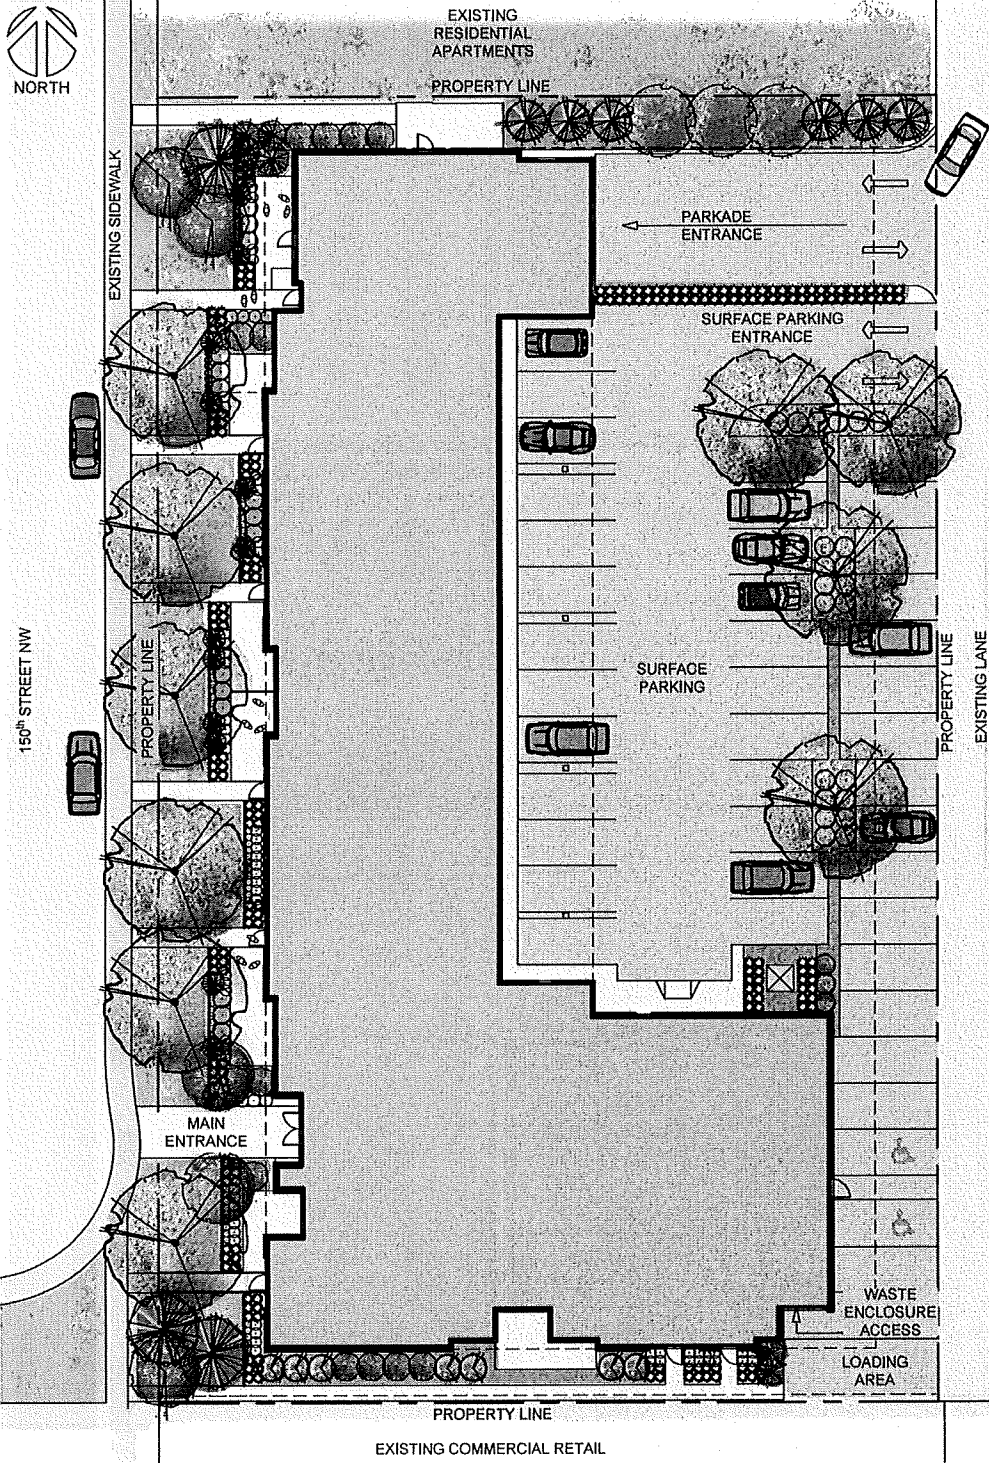 EXISTING
RESIDENTIAL
APARTMENTS
NORTH
PROPERTY LINE
EXISTING SIDEWALK
PARKADE
ENTRANCE
SURFACE PARKING
ENTRANCE
150th STREET NW
PROPERTY LINE
SURFACE
PARKING
PROPERTY LINE
EXISTING LANE
MAIN
ENTRANCE
WASTE
ENCLOSURE
ACCESS
LOADING
AREA
PROPERTY LINE
EXISTING COMMERCIAL RETAIL